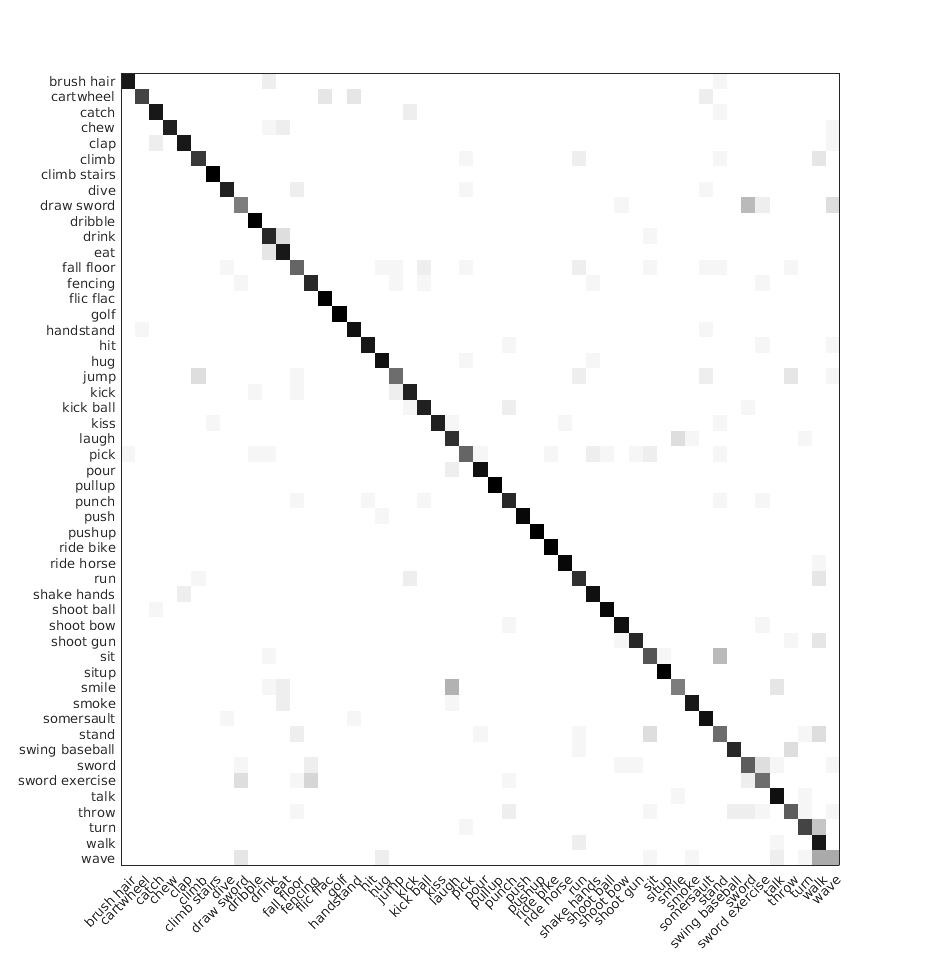 brush hair
cartwheel
catch
chew
clap
climb
climb stairs
dive
draw sword
dribble
drink
eat
fall floor
fencing
flic flac
golf
handstand
hit
hug
jump
kick
kick ball
kiss
laugh
pick
pour
pullup
punch
push
pushup
ride bike
ride horse
run
shake hands
shoot ball
shoot bow
shoot gun
sit
situp
smile
smoke
somersault
stand
swing baseball
sword
sword exercise
talk
throw
turn
walk
wave
brush hair
cartwheel
catch
chew
clap
climb
climb stairs
dive
draw sword
dribble
drink
eat
fall floor
fencing
flic flac
golf
handstand
hit
hug
jump
kick
kick ball
kiss
laugh
pick
pour
pullup
punch
push
pushup
ride bike
ride horse
run
shake hands
shoot ball
shoot bow
shoot gun
sit
situp
smile
smoke
somersault
stand
swing baseball
sword
sword exercise
talk
throw
turn
walk
wave